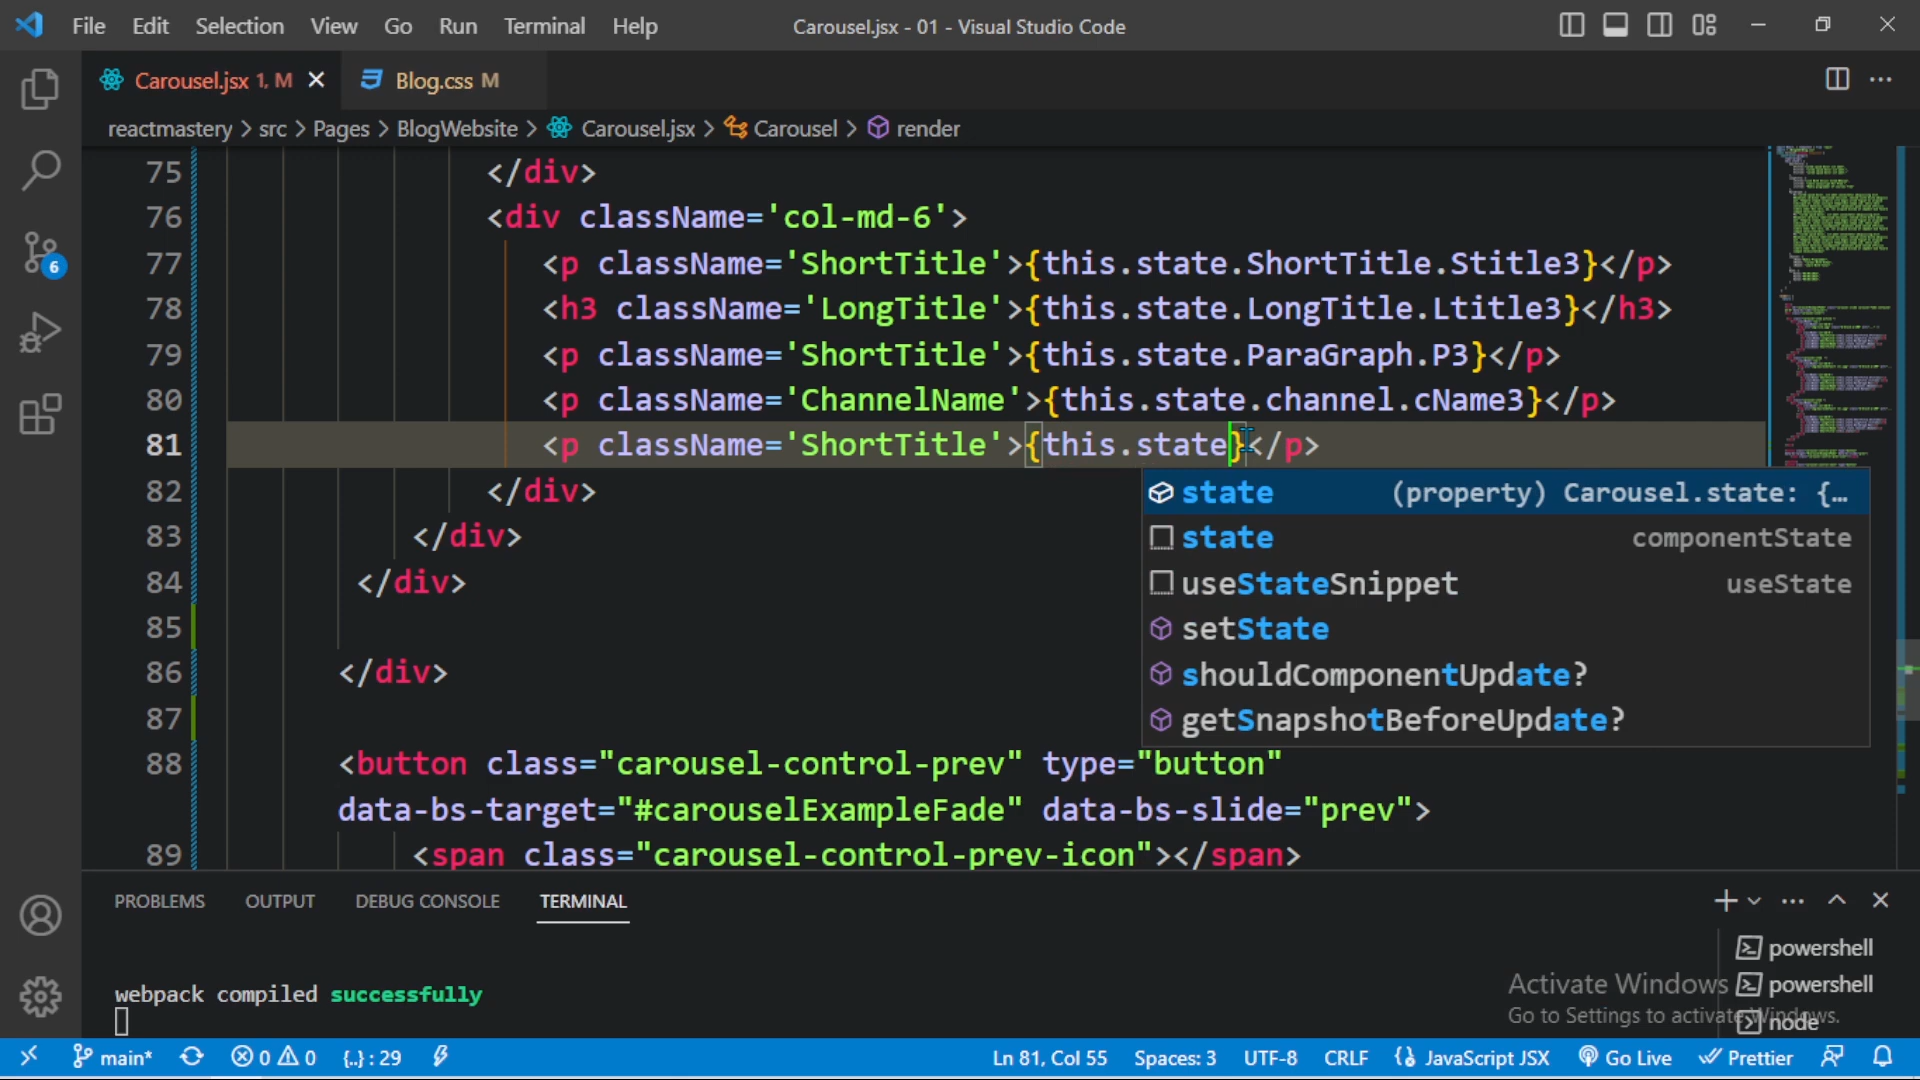 File Edit Selection View Go Run Terminal Help Carousel.jsx - 01 - Visual Studio Code
Carousel.jsx 1, M Blog.css M
reactmastery > src > Pages > BlogWebsite > Carousel.jsx > Carousel > render
75 </div>
76 <div className='col-md-6'>
77 <p className='ShortTitle'>{this.state.ShortTitle.Stitle3}</p>
78 <h3 className='LongTitle'>{this.state.LongTitle.Ltitle3}</h3>
79 <p className='ShortTitle'>{this.state.ParaGraph.P3}</p>
80 <p className='ChannelName'>{this.state.channel.cName3}</p>
81 <p className='ShortTitle'>{this.state}</p>
82 </div>
83 </div>
84 </div>
85
86 </div>
87
88 <button class="carousel-control-prev" type="button"
data-bs-target="#carouselExampleFade" data-bs-slide="prev">
89 <span class="carousel-control-prev-icon"></span>
state (property) Carousel.state: {…
state componentState
useStateSnippet useState
setState
shouldComponentUpdate?
getSnapshotBeforeUpdate?
6
PROBLEMS OUTPUT DEBUG CONSOLE TERMINAL
webpack compiled successfully
powershell
powershell
node
Activate Windows
Go to Settings to activate Windows.
main* 0 0 {..} : 29 Ln 81, Col 55 Spaces: 3 UTF-8 CRLF JavaScript JSX Go Live Prettier